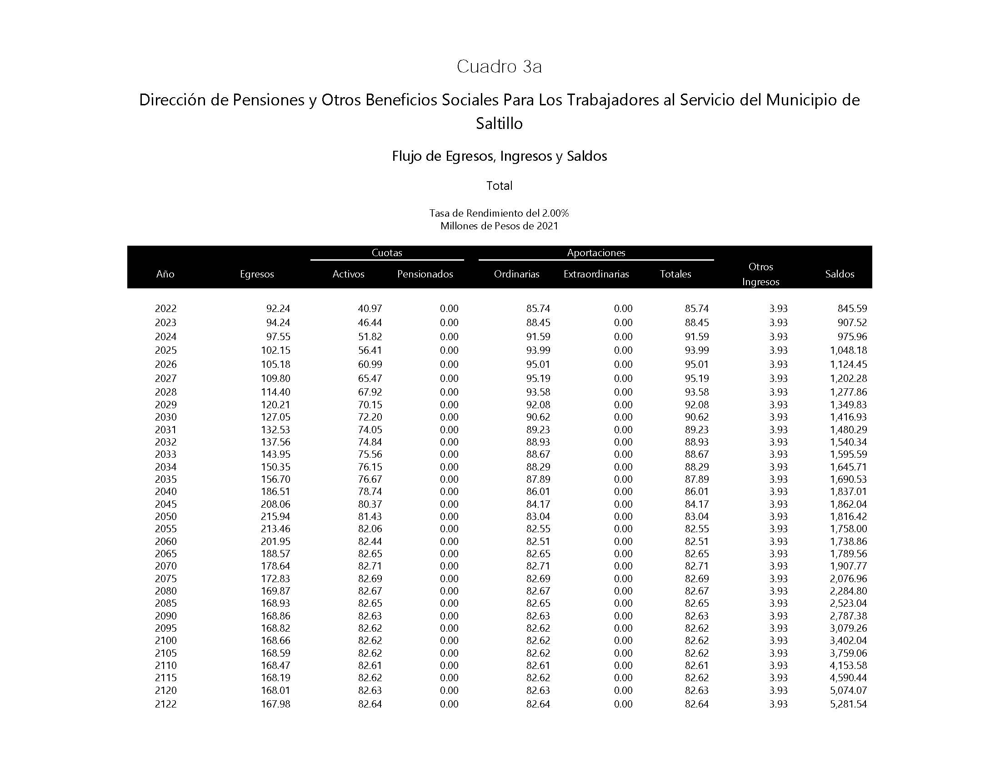 Cuadro 3a
Dirección de Pensiones y Otros Beneficios Sociales Para Los Trabajadores al Servicio del Municipio de
Saltillo
Flujo de Egresos, Ingresos y Saldos
Total
Tasa de Rendimiento del 2.00%
Millones de Pesos de 2021
Cuotas Aportaciones
Año Egresos Activos Pensionados Ordinarias Extraordinarias Totales Otros Ingresos Saldos
2022 92.24 40.97 0.00 85.74 0.00 85.74 3.93 845.59
2023 94.24 46.44 0.00 88.45 0.00 88.45 3.93 907.52
2024 97.55 51.82 0.00 91.59 0.00 91.59 3.93 975.96
2025 102.15 56.41 0.00 93.99 0.00 93.99 3.93 1,048.18
2026 105.18 60.99 0.00 95.01 0.00 95.01 3.93 1,124.45
2027 109.80 65.47 0.00 95.19 0.00 95.19 3.93 1,202.28
2028 114.40 67.92 0.00 93.58 0.00 93.58 3.93 1,277.86
2029 120.21 70.15 0.00 92.08 0.00 92.08 3.93 1,349.83
2030 127.05 72.20 0.00 90.62 0.00 90.62 3.93 1,416.93
2031 132.53 74.05 0.00 89.23 0.00 89.23 3.93 1,480.29
2032 137.56 74.84 0.00 88.93 0.00 88.93 3.93 1,540.34
2033 143.95 75.56 0.00 88.67 0.00 88.67 3.93 1,595.59
2034 150.35 76.15 0.00 88.29 0.00 88.29 3.93 1,645.71
2035 156.70 76.67 0.00 87.89 0.00 87.89 3.93 1,690.53
2040 186.51 78.74 0.00 86.01 0.00 86.01 3.93 1,837.01
2045 208.06 80.37 0.00 84.17 0.00 84.17 3.93 1,862.04
2050 215.94 81.43 0.00 83.04 0.00 83.04 3.93 1,816.42
2055 213.46 82.06 0.00 82.55 0.00 82.55 3.93 1,758.00
2060 201.95 82.44 0.00 82.51 0.00 82.51 3.93 1,738.86
2065 188.57 82.65 0.00 82.65 0.00 82.65 3.93 1,789.56
2070 178.64 82.71 0.00 82.71 0.00 82.71 3.93 1,907.77
2075 172.83 82.69 0.00 82.69 0.00 82.69 3.93 2,076.96
2080 169.87 82.67 0.00 82.67 0.00 82.67 3.93 2,284.80
2085 168.93 82.65 0.00 82.65 0.00 82.65 3.93 2,523.04
2090 168.86 82.63 0.00 82.63 0.00 82.63 3.93 2,787.38
2095 168.82 82.62 0.00 82.62 0.00 82.62 3.93 3,079.26
2100 168.66 82.62 0.00 82.62 0.00 82.62 3.93 3,402.04
2105 168.59 82.62 0.00 82.62 0.00 82.62 3.93 3,759.06
2110 168.47 82.61 0.00 82.61 0.00 82.61 3.93 4,153.58
2115 168.19 82.62 0.00 82.62 0.00 82.62 3.93 4,590.44
2120 168.01 82.63 0.00 82.63 0.00 82.63 3.93 5,074.07
2122 167.98 82.64 0.00 82.64 0.00 82.64 3.93 5,281.54